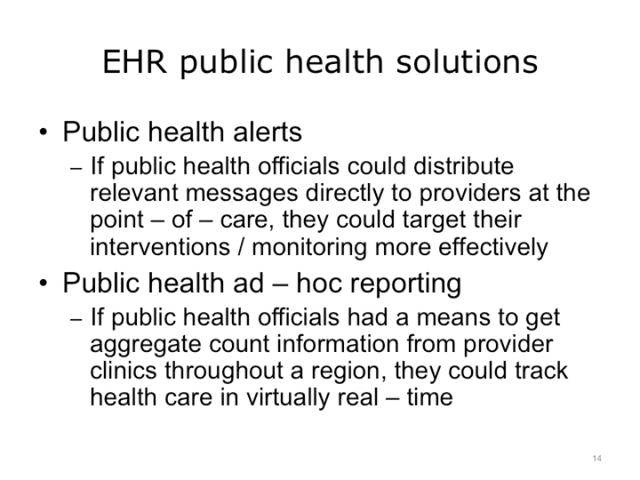 EHR public health solutions
• Public health alerts
– If public health officials could distribute
relevant messages directly to providers at the
point – of – care, they could target their
interventions / monitoring more effectively
• Public health ad – hoc reporting
– If public health officials had a means to get
aggregate count information from provider
clinics throughout a region, they could track
health care in virtually real – time
14